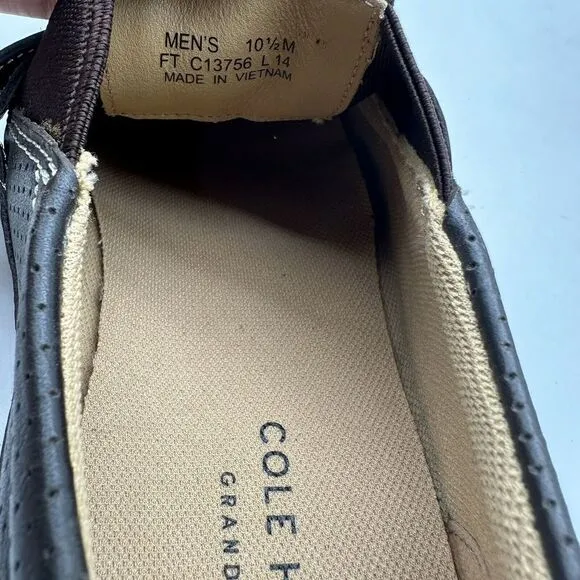 MEN'S 10½M
FT C13756 L 14
MADE IN VIETNAM
COLE H
GRAND